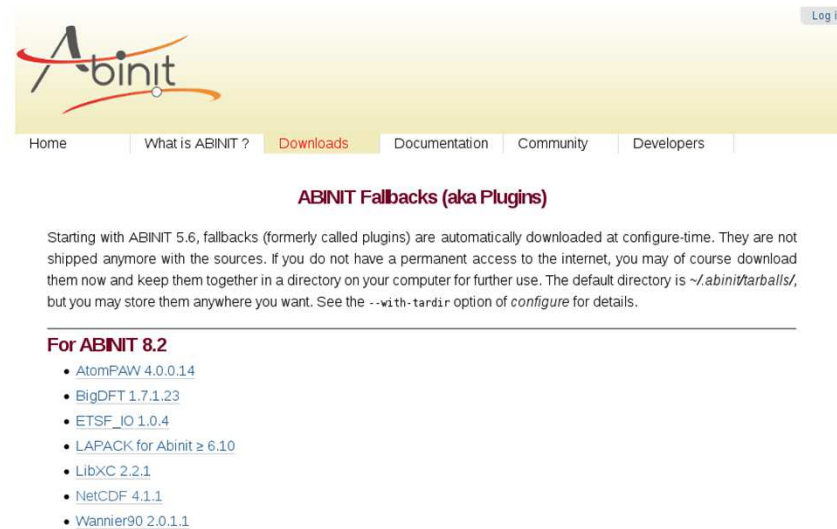 Log i
Abinit
Home What is ABINIT ? Downloads Documentation Community Developers
ABINIT Fallbacks (aka Plugins)
Starting with ABINIT 5.6, fallbacks (formerly called plugins) are automatically downloaded at configure-time. They are not
shipped anymore with the sources. If you do not have a permanent access to the internet, you may of course download
them now and keep them together in a directory on your computer for further use. The default directory is ~/.abinit/tarballs/,
but you may store them anywhere you want. See the --with-tardir option of configure for details.
For ABINIT 8.2
• AtomPAW 4.0.0.14
• BigDFT 1.7.1.23
• ETSF_IO 1.0.4
• LAPACK for Abinit ≥ 6.10
• LibXC 2.2.1
• NetCDF 4.1.1
• Wannier90 2.0.1.1